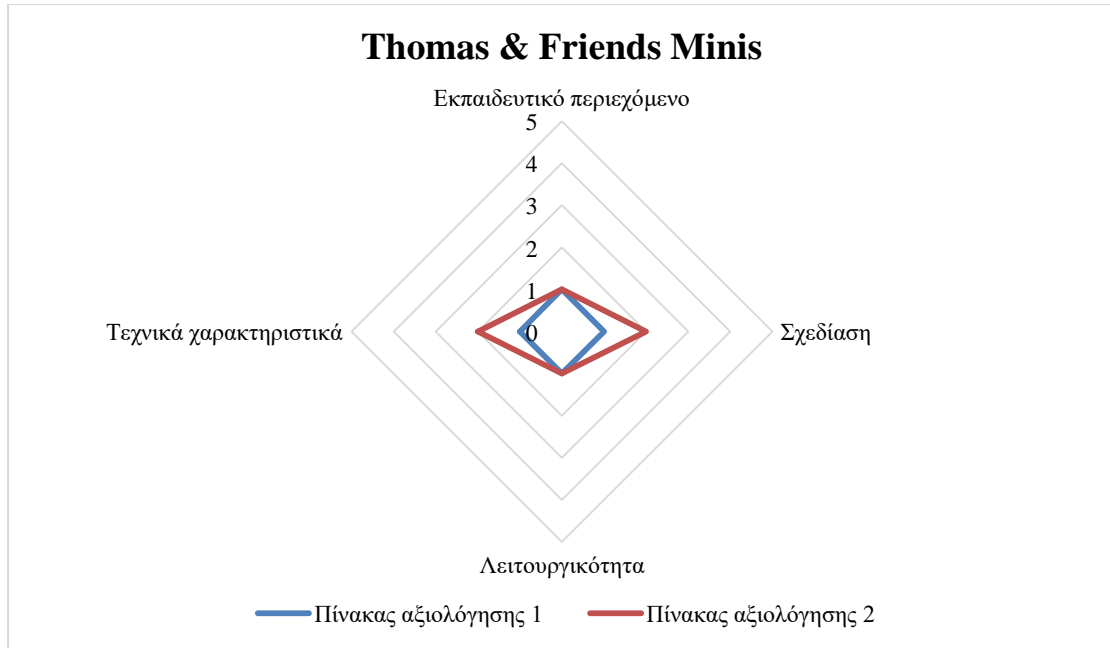 Thomas & Friends Minis
Εκπαιδευτικό περιεχόμενο
5
4
3
2
1
0
Τεχνικά χαρακτηριστικά
Σχεδίαση
Λειτουργικότητα
Πίνακας αξιολόγησης 1
Πίνακας αξιολόγησης 2